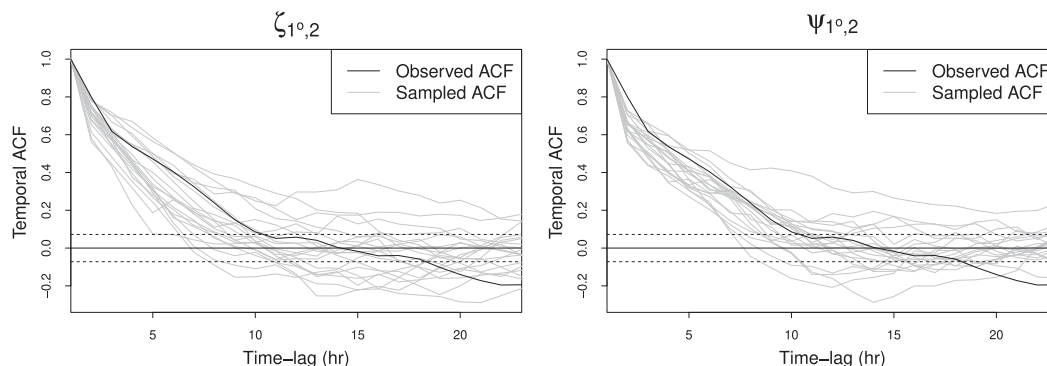 ζ1°,2
Temporal ACF
1.0
0.8
0.6
0.4
0.2
0.0
−0.2
Observed ACF
Sampled ACF
5
10
15
20
Time−lag (hr)
ψ1°,2
Temporal ACF
1.0
0.8
0.6
0.4
0.2
0.0
−0.2
Observed ACF
Sampled ACF
5
10
15
20
Time−lag (hr)